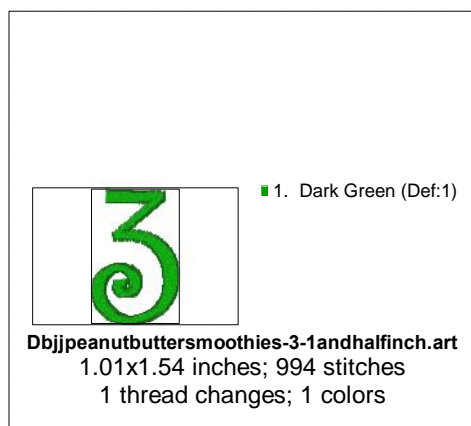 3
1. Dark Green (Def:1)
Dbjjpeanutbuttersmoothies-3-1andhalfinch.art
1.01x1.54 inches; 994 stitches
1 thread changes; 1 colors